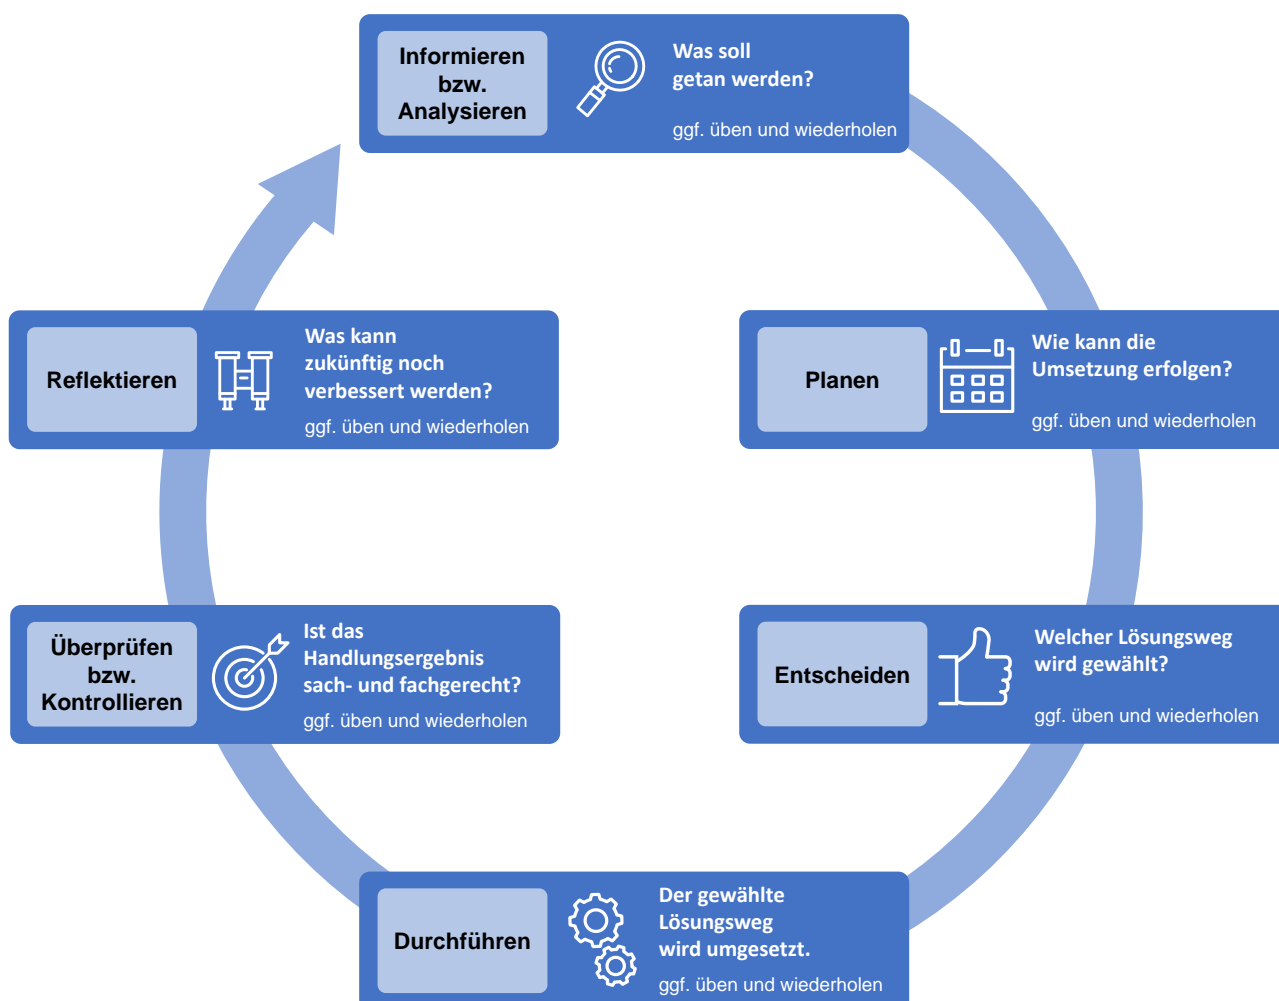 Informieren
bzw.
Analysieren
Was soll
getan werden?
ggf. üben und wiederholen
Planen
Wie kann die
Umsetzung erfolgen?
ggf. üben und wiederholen
Entscheiden
Welcher Lösungsweg
wird gewählt?
ggf. üben und wiederholen
Durchführen
Der gewählte
Lösungsweg
wird umgesetzt.
ggf. üben und wiederholen
Überprüfen
bzw.
Kontrollieren
Ist das
Handlungsergebnis
sach- und fachgerecht?
ggf. üben und wiederholen
Reflektieren
Was kann
zukünftig noch
verbessert werden?
ggf. üben und wiederholen